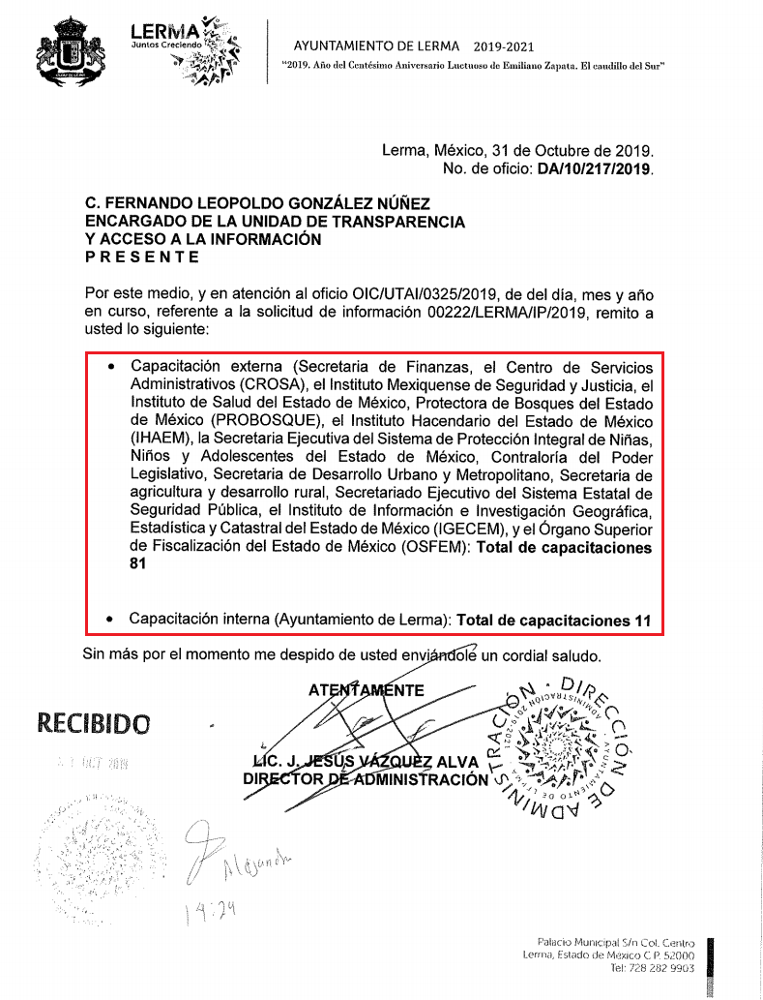 LERMA
Juntos Creciendo
AYUNTAMIENTO DE LERMA 2019-2021
"2019. Año del Centésimo Aniversario Luctuoso de Emiliano Zapata. El caudillo del Sur"
Lerma, México, 31 de Octubre de 2019.
No. de oficio: DA/10/217/2019.
C. FERNANDO LEOPOLDO GONZÁLEZ NÚÑEZ
ENCARGADO DE LA UNIDAD DE TRANSPARENCIA
Y ACCESO A LA INFORMACIÓN
P R E S E N T E
Por este medio, y en atención al oficio OIC/UTAI/0325/2019, de del día, mes y año
en curso, referente a la solicitud de información 00222/LERMA/IP/2019, remito a
usted lo siguiente:
• Capacitación externa (Secretaria de Finanzas, el Centro de Servicios
Administrativos (CROSA), el Instituto Mexiquense de Seguridad y Justicia, el
Instituto de Salud del Estado de México, Protectora de Bosques del Estado
de México (PROBOSQUE), el Instituto Hacendario del Estado de México
(IHAEM), la Secretaria Ejecutiva del Sistema de Protección Integral de Niñas,
Niños y Adolescentes del Estado de México, Contraloría del Poder
Legislativo, Secretaria de Desarrollo Urbano y Metropolitano, Secretaria de
agricultura y desarrollo rural, Secretariado Ejecutivo del Sistema Estatal de
Seguridad Pública, el Instituto de Información e Investigación Geográfica,
Estadística y Catastral del Estado de México (IGECEM), y el Órgano Superior
de Fiscalización del Estado de México (OSFEM): Total de capacitaciones
81
• Capacitación interna (Ayuntamiento de Lerma): Total de capacitaciones 11
Sin más por el momento me despido de usted enviándole un cordial saludo.
ATENTAMENTE
RECIBIDO
OCT 2019
LIC. J. JESÚS VÁZQUEZ ALVA
DIRECTOR DE ADMINISTRACIÓN
DIRECCIÓN DE ADMINISTRACIÓN
ADMINISTRACIÓN 2019-2021
AYUNTAMIENTO DE LERMA
Alejandra
14:24
Palacio Municipal S/n Col. Centro
Lerma, Estado de México C.P. 52000
Tel: 728 282 9903